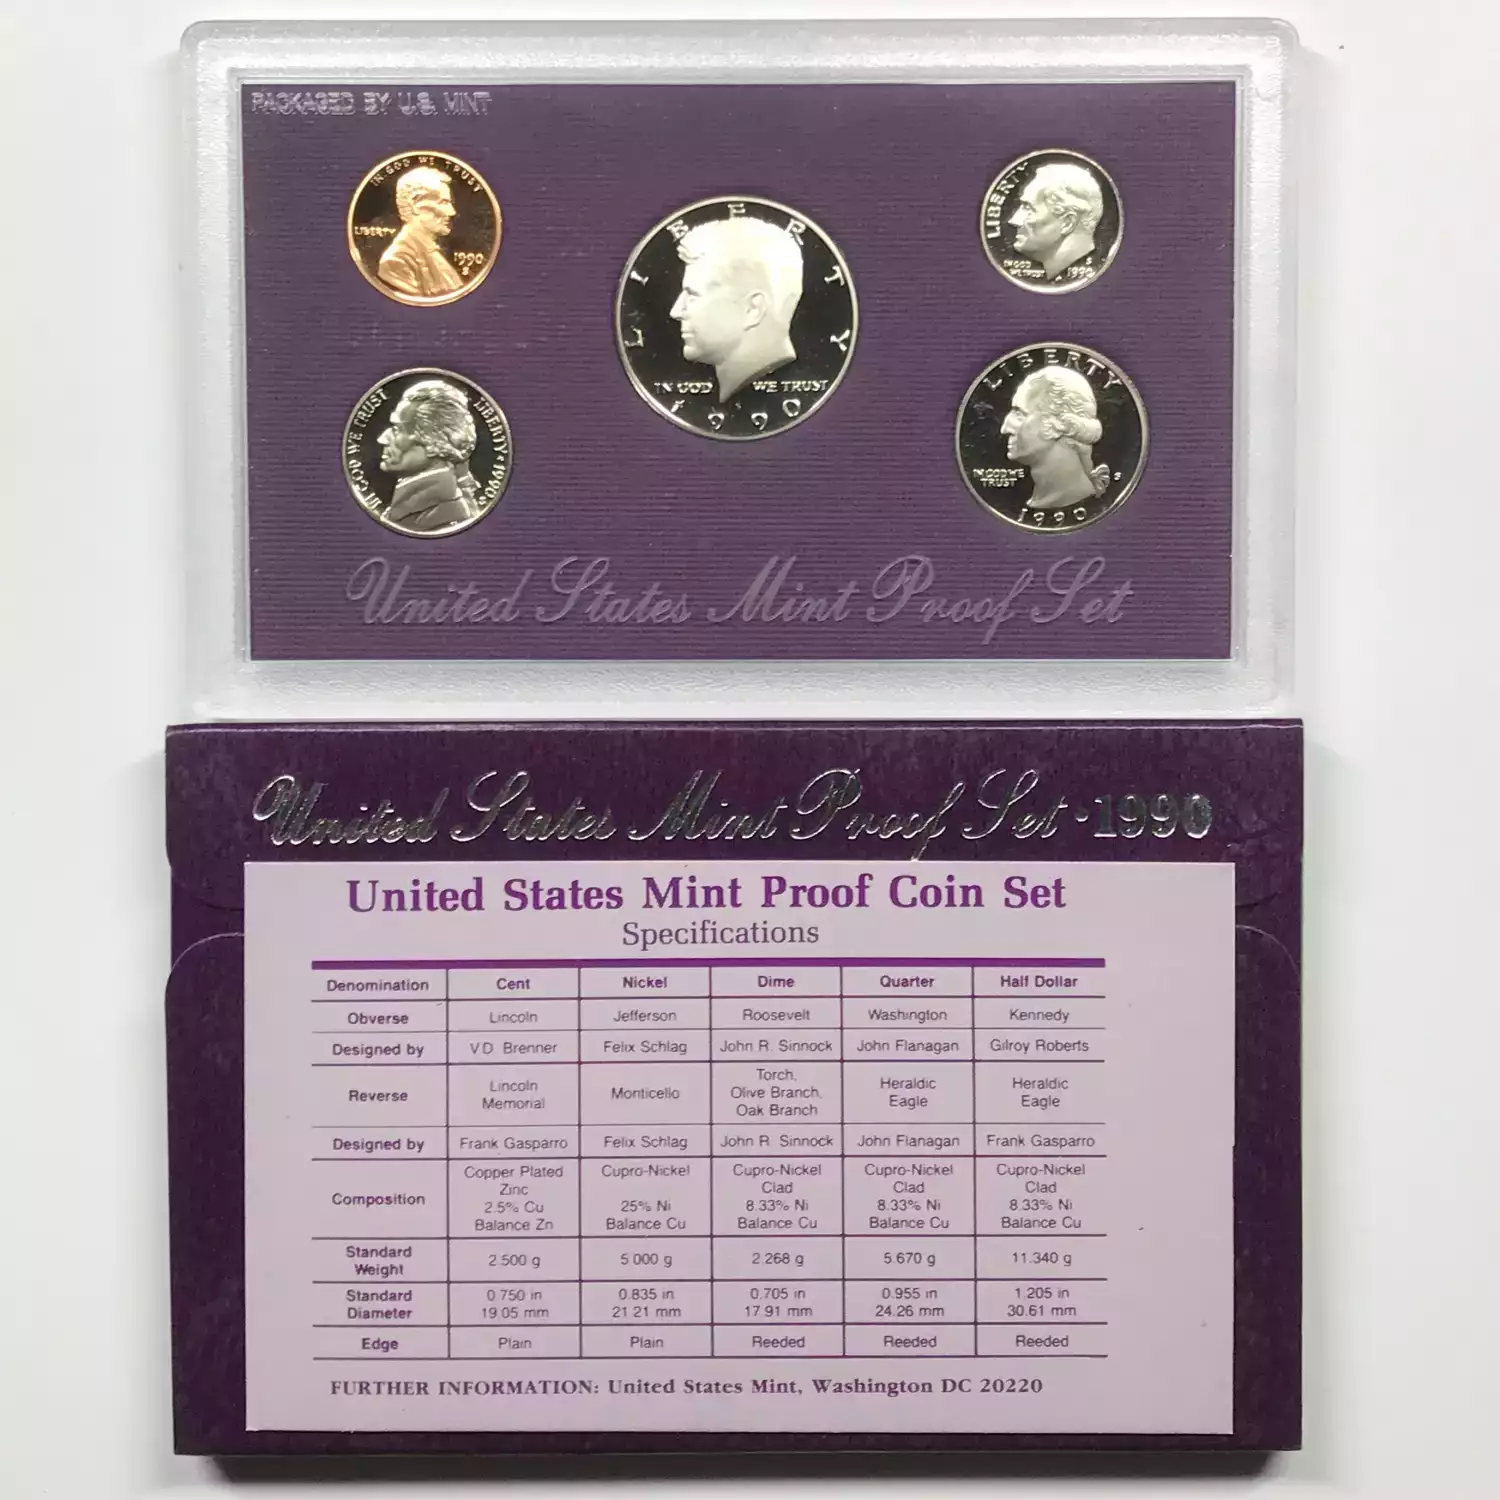 PACKAGED BY U.S. MINT
IN GOD WE TRUST
LIBERTY
1990
S
LIBERTY
IN GOD WE TRUST
S
1990
LIBERTY
IN GOD WE TRUST
1990
IN GOD WE TRUST
LIBERTY * 1990
S
LIBERTY
IN GOD WE
TRUST
S
1990
United States Mint Proof Set
United States Mint Proof Set · 1990
United States Mint Proof Coin Set
Specifications
Denomination Cent Nickel Dime Quarter Half Dollar
Obverse Lincoln Jefferson Roosevelt Washington Kennedy
Designed by V.D. Brenner Felix Schlag John R. Sinnock John Flanagan Gilroy Roberts
Reverse Lincoln Memorial Monticello Torch, Olive Branch, Oak Branch Heraldic Eagle Heraldic Eagle
Designed by Frank Gasparro Felix Schlag John R. Sinnock John Flanagan Frank Gasparro
Composition Copper Plated Zinc 2.5% Cu Balance Zn Cupro-Nickel 25% Ni Balance Cu Cupro-Nickel Clad 8.33% Ni Balance Cu Cupro-Nickel Clad 8.33% Ni Balance Cu Cupro-Nickel Clad 8.33% Ni Balance Cu
Standard Weight 2.500 g 5.000 g 2.268 g 5.670 g 11.340 g
Standard Diameter 0.750 in 19.05 mm 0.835 in 21.21 mm 0.705 in 17.91 mm 0.955 in 24.26 mm 1.205 in 30.61 mm
Edge Plain Plain Reeded Reeded Reeded
FURTHER INFORMATION: United States Mint, Washington DC 20220